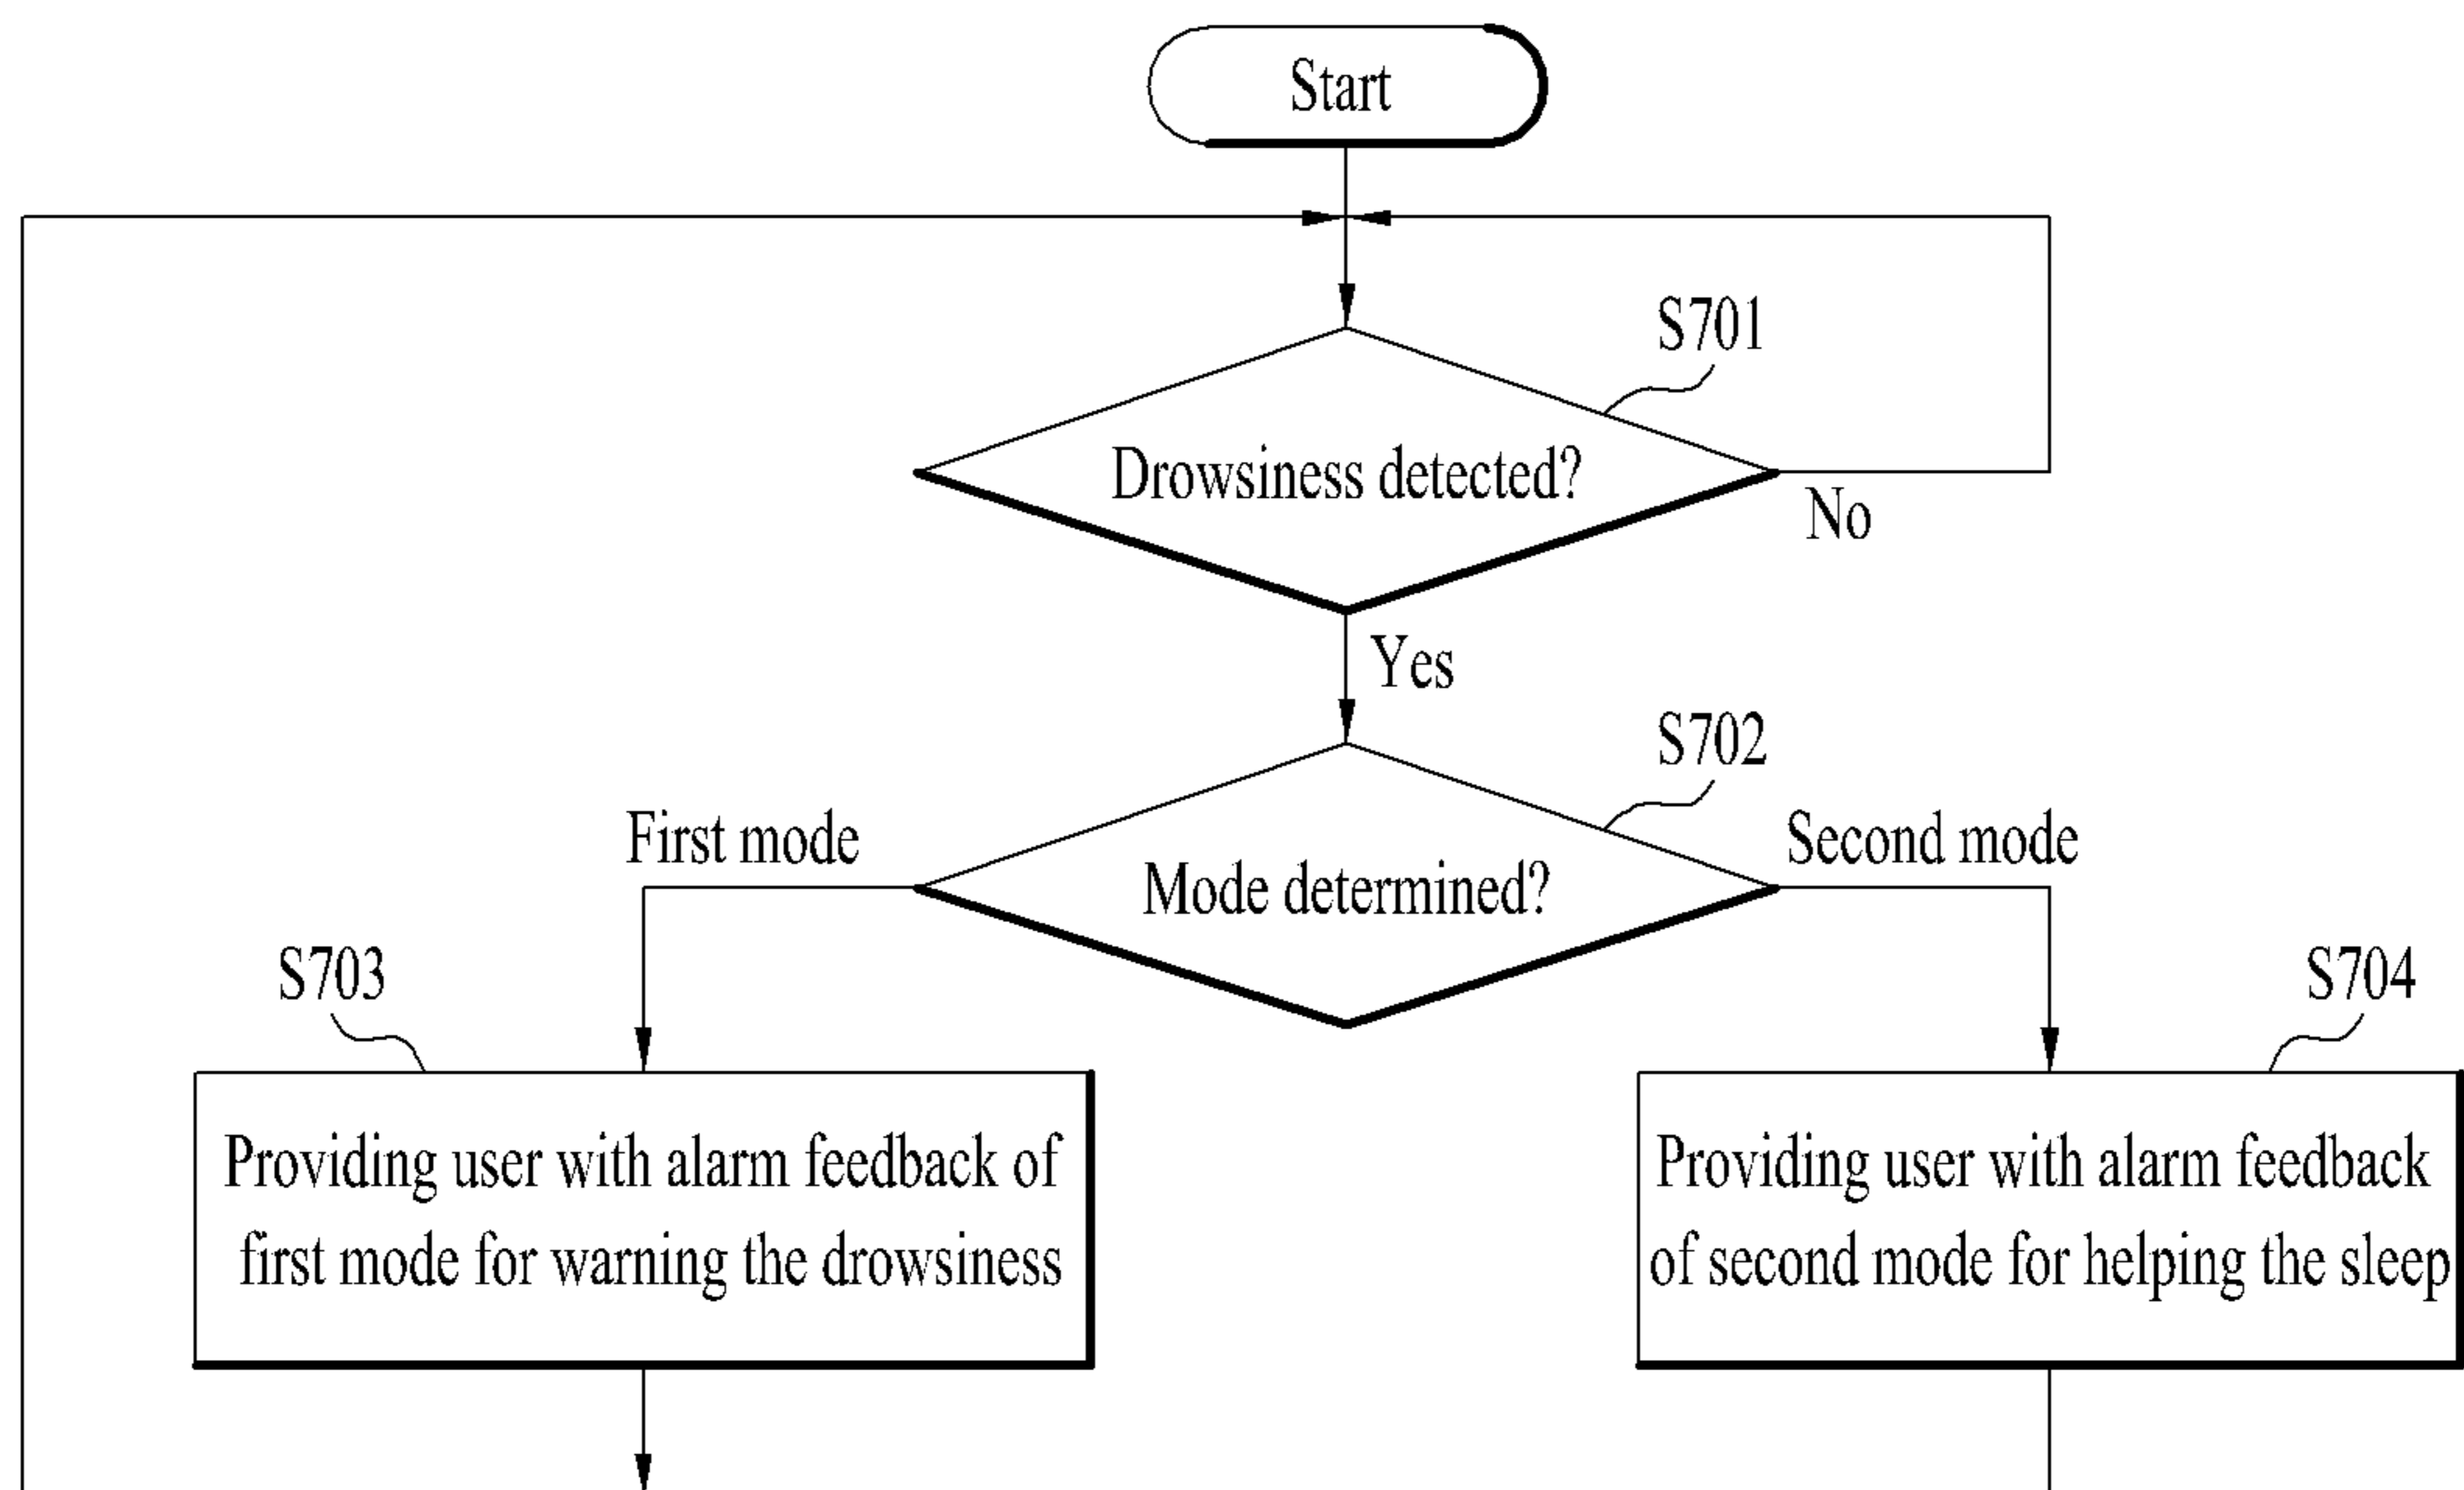 Start
S701
Drowsiness detected?
No
Yes
S702
First mode
Second mode
Mode determined?
S703
S704
Providing user with alarm feedback of
first mode for warning the drowsiness
Providing user with alarm feedback
of second mode for helping the sleep